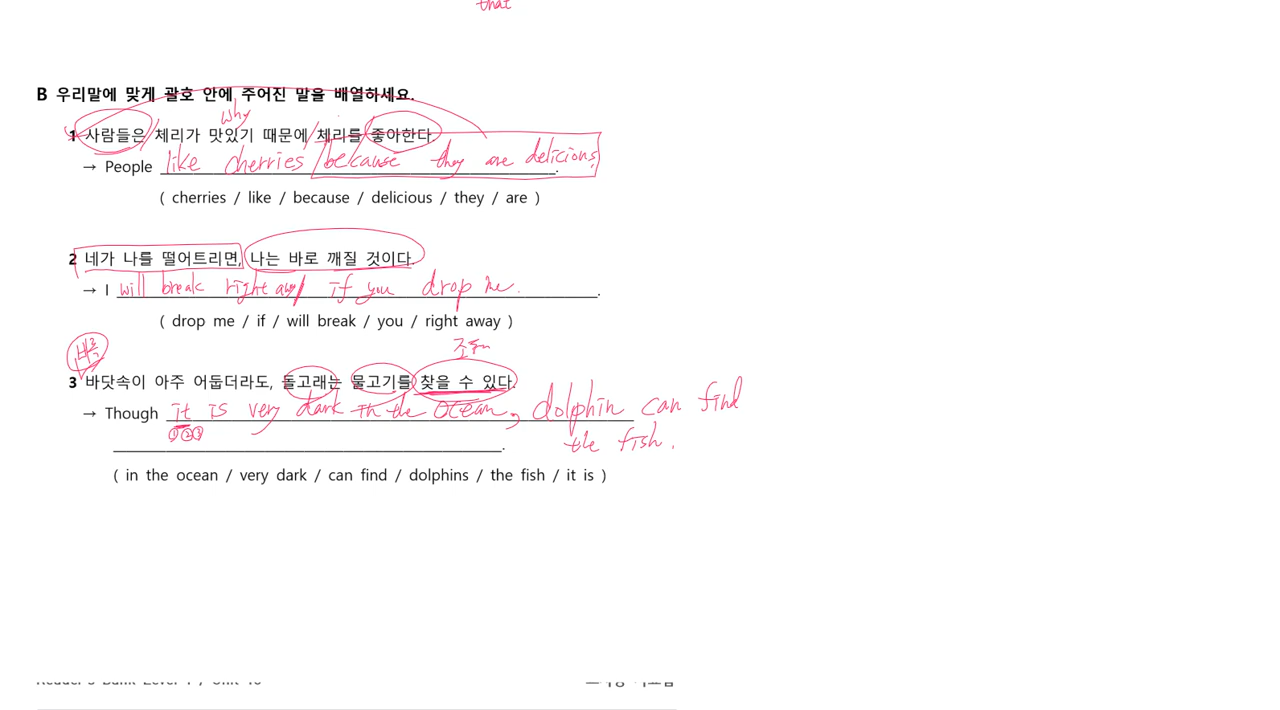 that
B 우리말에 맞게 괄호 안에 주어진 말을 배열하세요.
why
1 사람들은 체리가 맛있기 때문에 체리를 좋아한다
→ People like cherries because they are delicious.
( cherries / like / because / delicious / they / are )
2 네가 나를 떨어트리면, 나는 바로 깨질 것이다.
→ I will break right away if you drop me.
( drop me / if / will break / you / right away )
비록
3 바닷속이 아주 어둡더라도, 돌고래는 물고기를 찾을 수 있다.
→ Though it is very dark in the ocean, dolphin can find
①②③
the fish.
( in the ocean / very dark / can find / dolphins / the fish / it is )